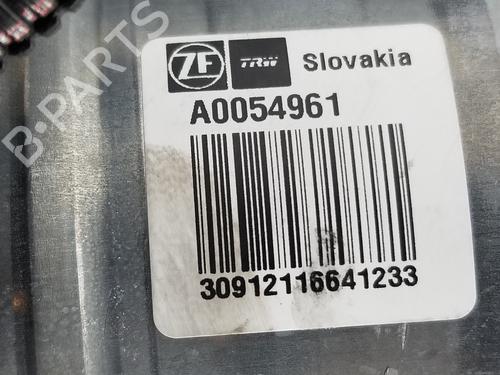 ZF TRW Slovakia
A0054961
30912116641233
B-PARTS